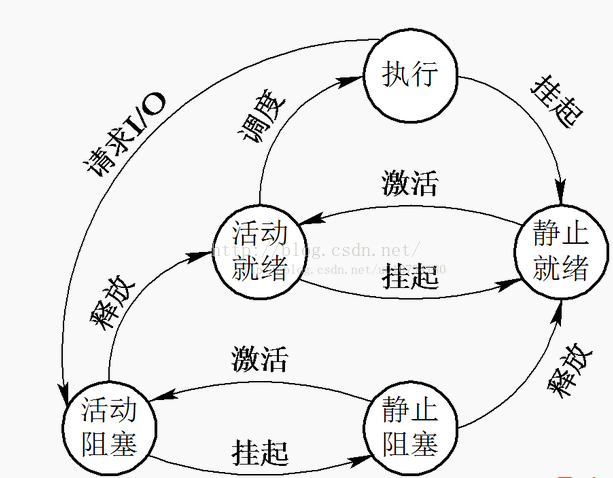 执行
请求I/O
调度
挂起
激活
活动
就绪
静止
就绪
http://blog.csdn.net/
挂起
释放
激活
释放
活动
阻塞
静止
阻塞
挂起